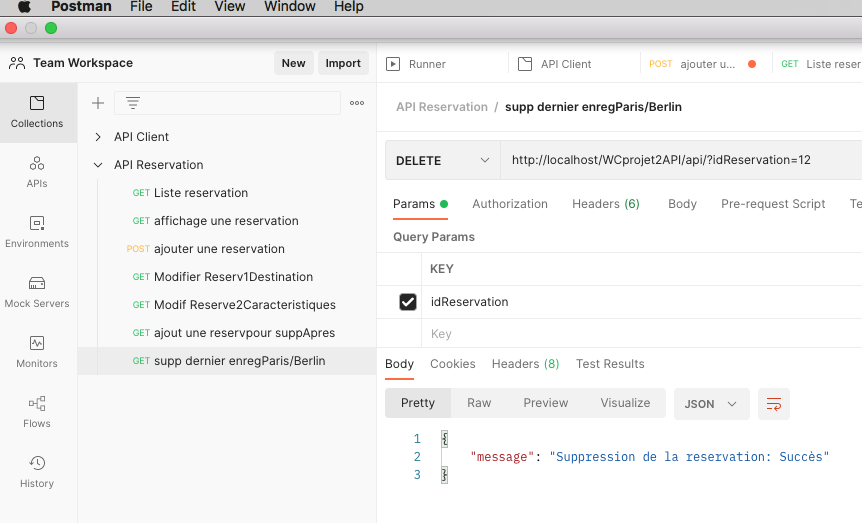 Postman File Edit View Window Help
Team Workspace New Import
Runner API Client POST ajouter u... GET Liste reser
Collections
APIs
Environments
Mock Servers
Monitors
Flows
History
API Client
API Reservation
GET Liste reservation
GET affichage une reservation
POST ajouter une reservation
GET Modifier Reserv1Destination
GET Modif Reserve2Caracteristiques
GET ajout une reservpour suppApres
GET supp dernier enregParis/Berlin
API Reservation / supp dernier enregParis/Berlin
DELETE http://localhost/WCprojet2API/api/?idReservation=12
Params Authorization Headers (6) Body Pre-request Script Te
Query Params
KEY
idReservation
Key
Body Cookies Headers (8) Test Results
Pretty Raw Preview Visualize JSON
1 {
2 "message": "Suppression de la reservation: Succès"
3 }